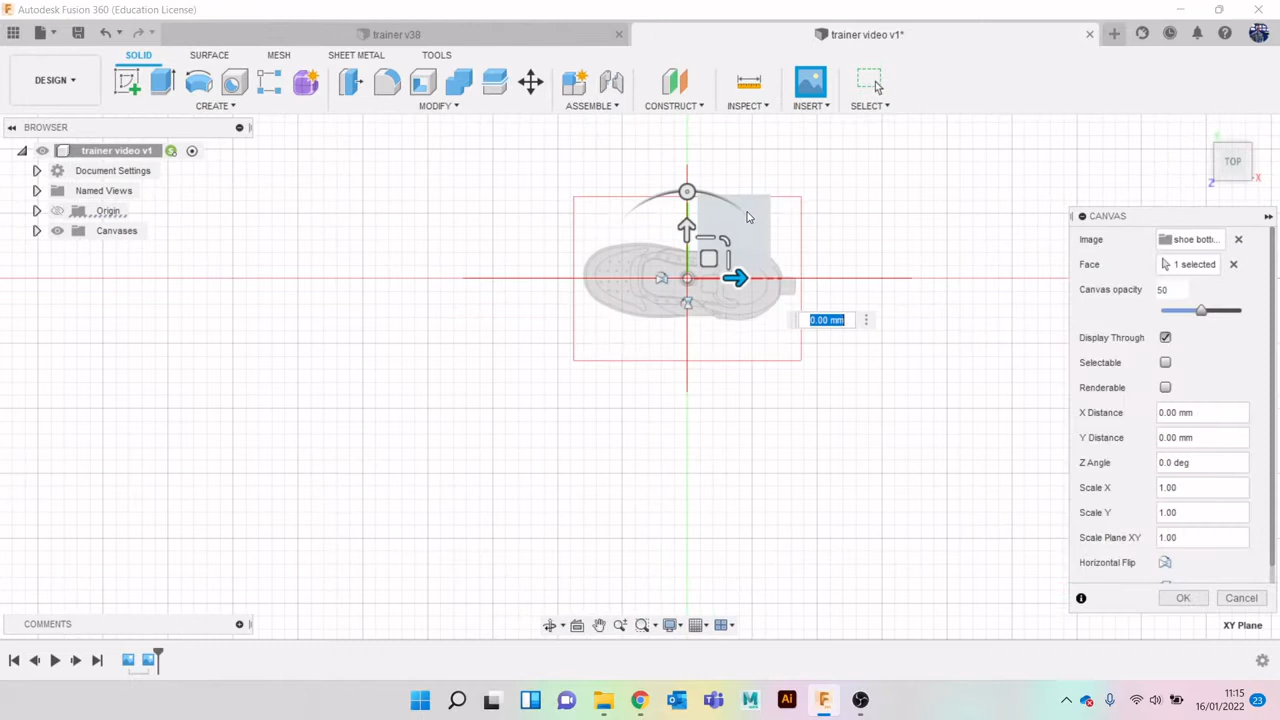 Autodesk Fusion 360 (Education License)
trainer v38
trainer video v1*
SOLID SURFACE MESH SHEET METAL TOOLS
DESIGN
CREATE MODIFY ASSEMBLE CONSTRUCT INSPECT INSERT SELECT
BROWSER
trainer video v1
Document Settings
Named Views
Origin
Canvases
TOP
Z X
0.00 mm
CANVAS
Image shoe botti...
Face 1 selected
Canvas opacity 50
Display Through
Selectable
Renderable
X Distance 0.00 mm
Y Distance 0.00 mm
Z Angle 0.0 deg
Scale X 1.00
Scale Y 1.00
Scale Plane XY 1.00
Horizontal Flip
OK Cancel
COMMENTS
XY Plane
Ai
F
11:15
16/01/2022
23